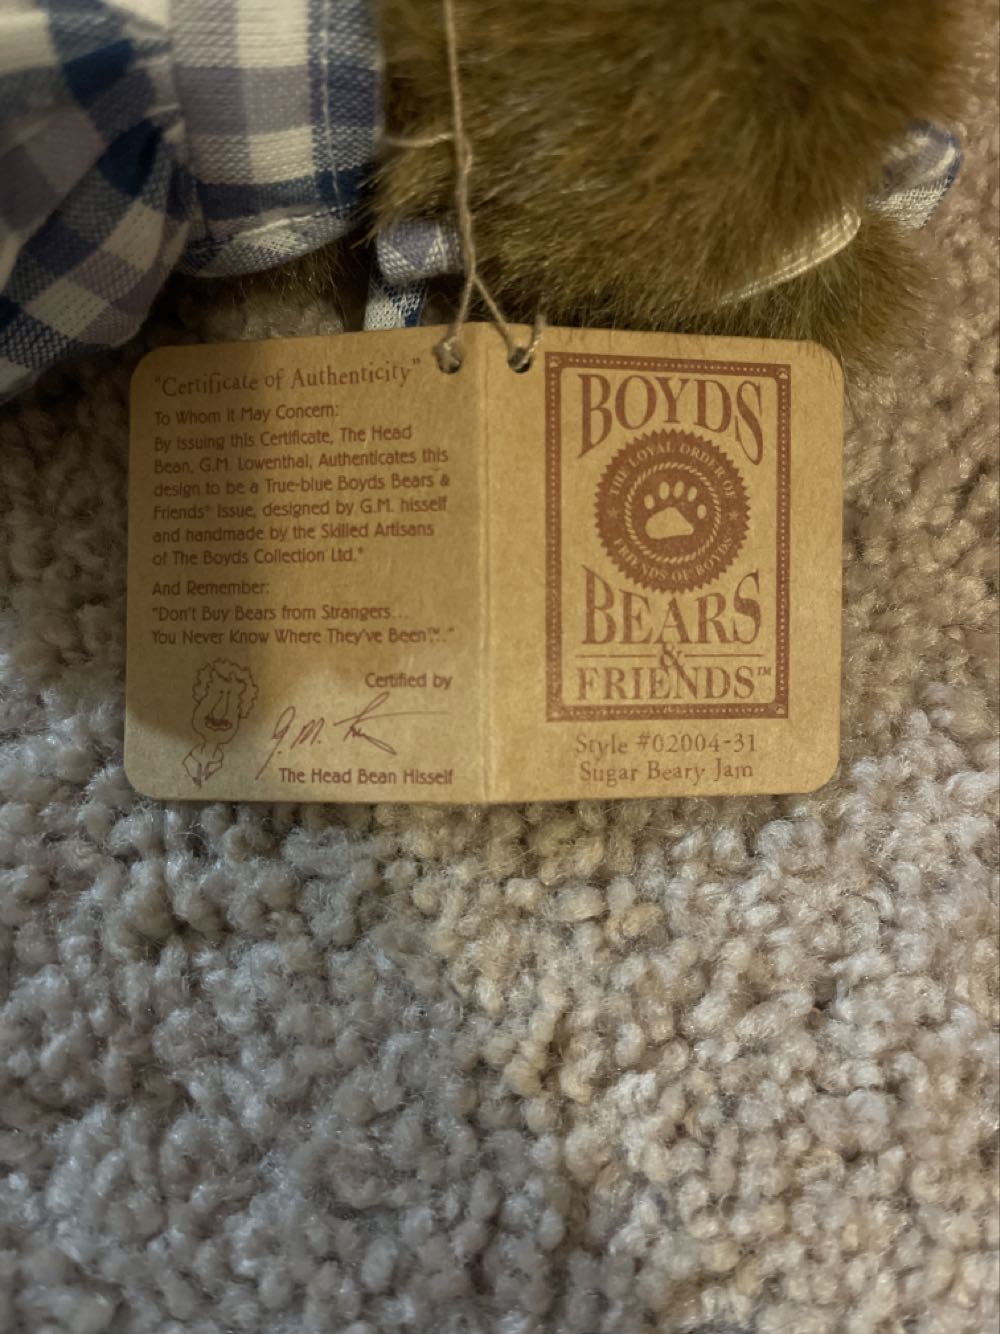 "Certificate of Authenticity"
To Whom it May Concern:
By Issuing this Certificate, The Head
Bean, G.M. Lowenthal, Authenticates this
design to be a True-blue Boyds Bears &
Friends® Issue, designed by G.M. hisself
and handmade by the Skilled Artisans
of The Boyds Collection Ltd.®
And Remember:
"Don't Buy Bears from Strangers...
You Never Know Where They've Been™..."
Certified by
The Head Bean Hisself
BOYDS
THE LOYAL ORDER OF
FRIENDS OF BOYDS
BEARS
&
FRIENDS™
Style #02004-31
Sugar Beary Jam